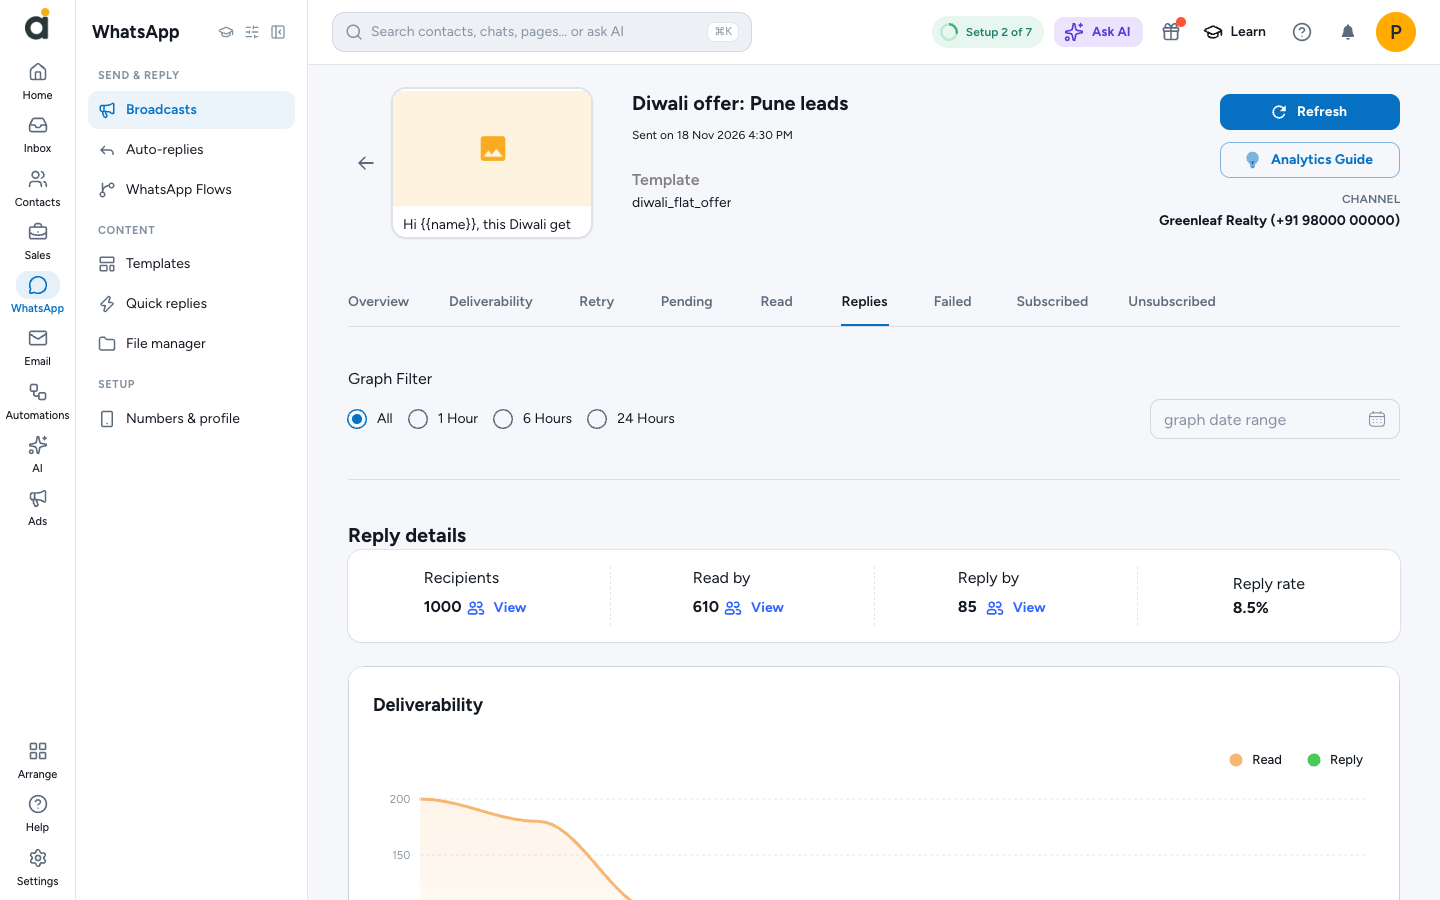 WhatsApp
Search contacts, chats, pages... or ask AI
⌘K
Setup 2 of 7
Ask AI
Learn
P
Home
Inbox
Contacts
Sales
WhatsApp
Email
Automations
AI
Ads
Arrange
Help
Settings
SEND & REPLY
Broadcasts
Auto-replies
WhatsApp Flows
CONTENT
Templates
Quick replies
File manager
SETUP
Numbers & profile
Hi {{name}}, this Diwali get
Diwali offer: Pune leads
Sent on 18 Nov 2026 4:30 PM
Template
diwali_flat_offer
Refresh
Analytics Guide
CHANNEL
Greenleaf Realty (+91 98000 00000)
Overview Deliverability Retry Pending Read Replies Failed Subscribed Unsubscribed
Graph Filter
All 1 Hour 6 Hours 24 Hours
graph date range
Reply details
Recipients
1000 View
Read by
610 View
Reply by
85 View
Reply rate
8.5%
Deliverability
Read Reply
200
150